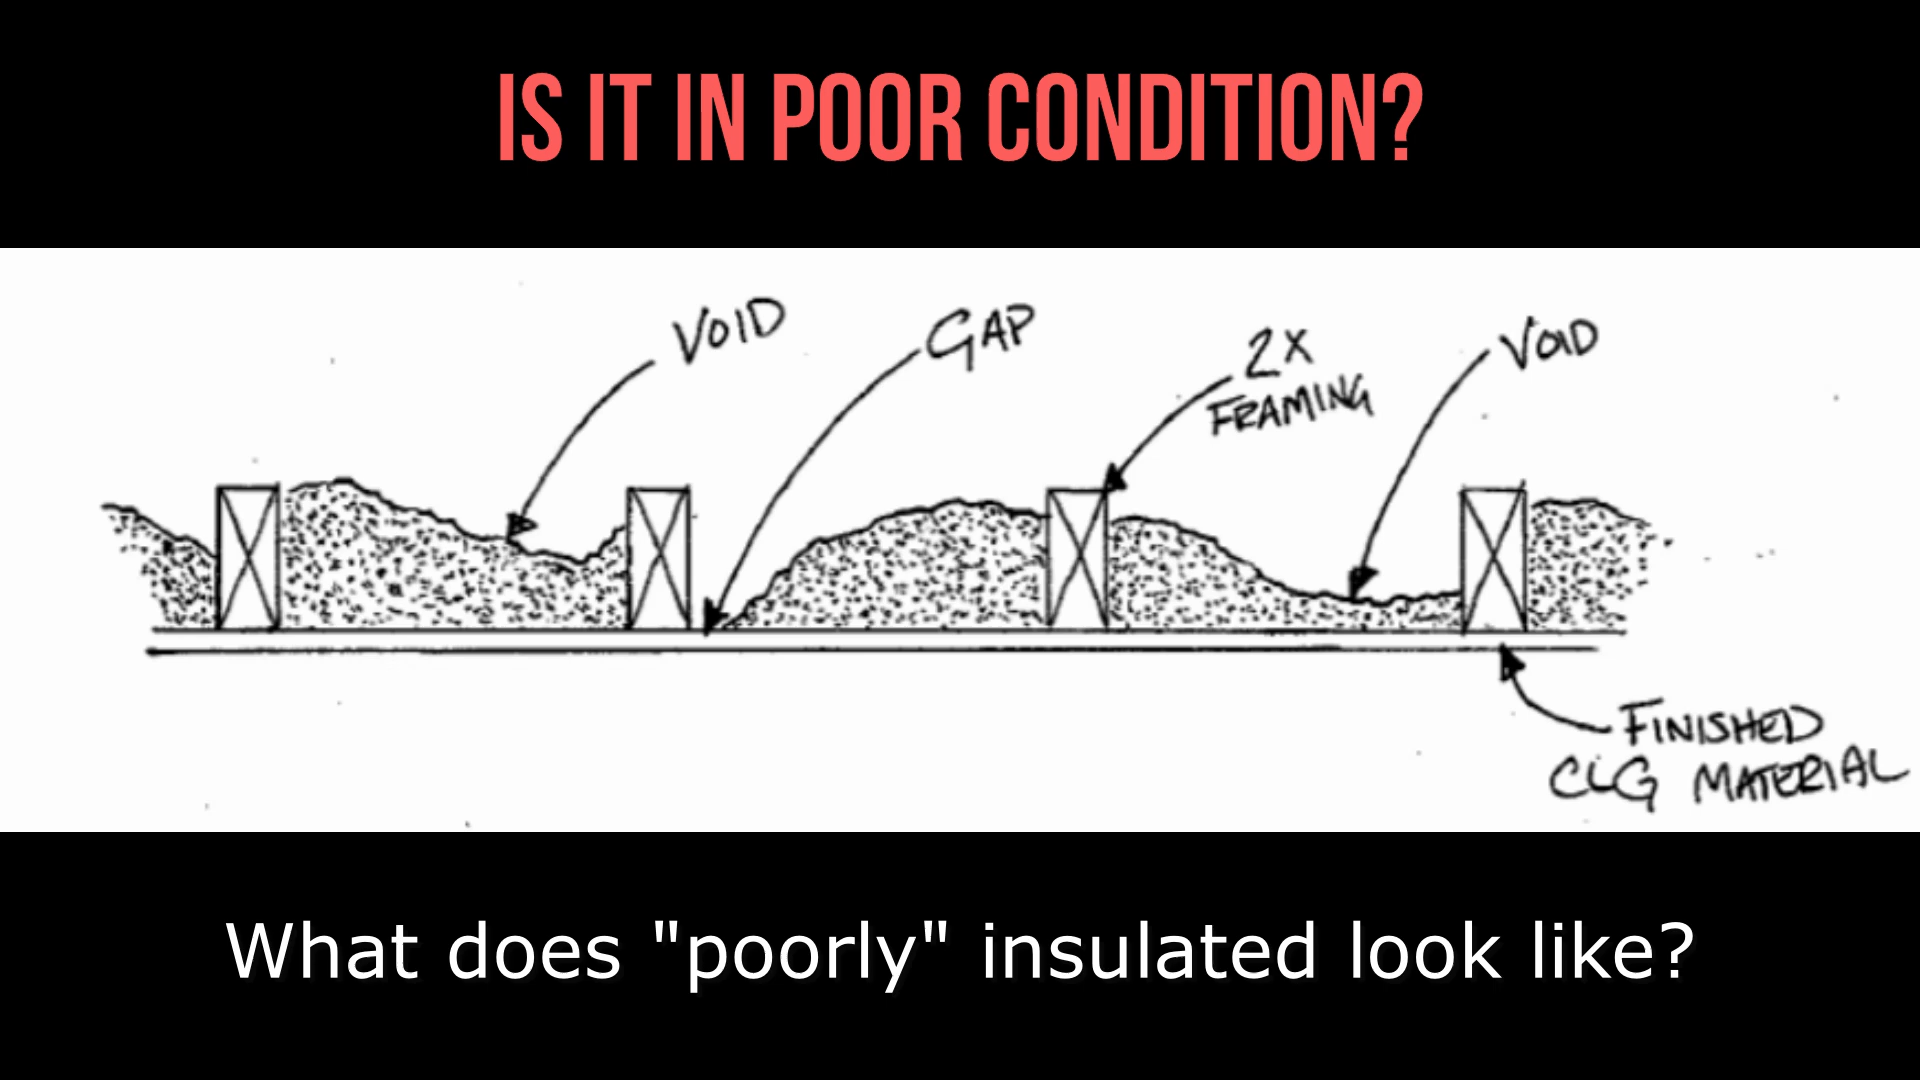 IS IT IN POOR CONDITION?
VOID
GAP
2X
FRAMING
VOID
FINISHED
CLG MATERIAL
What does "poorly" insulated look like?